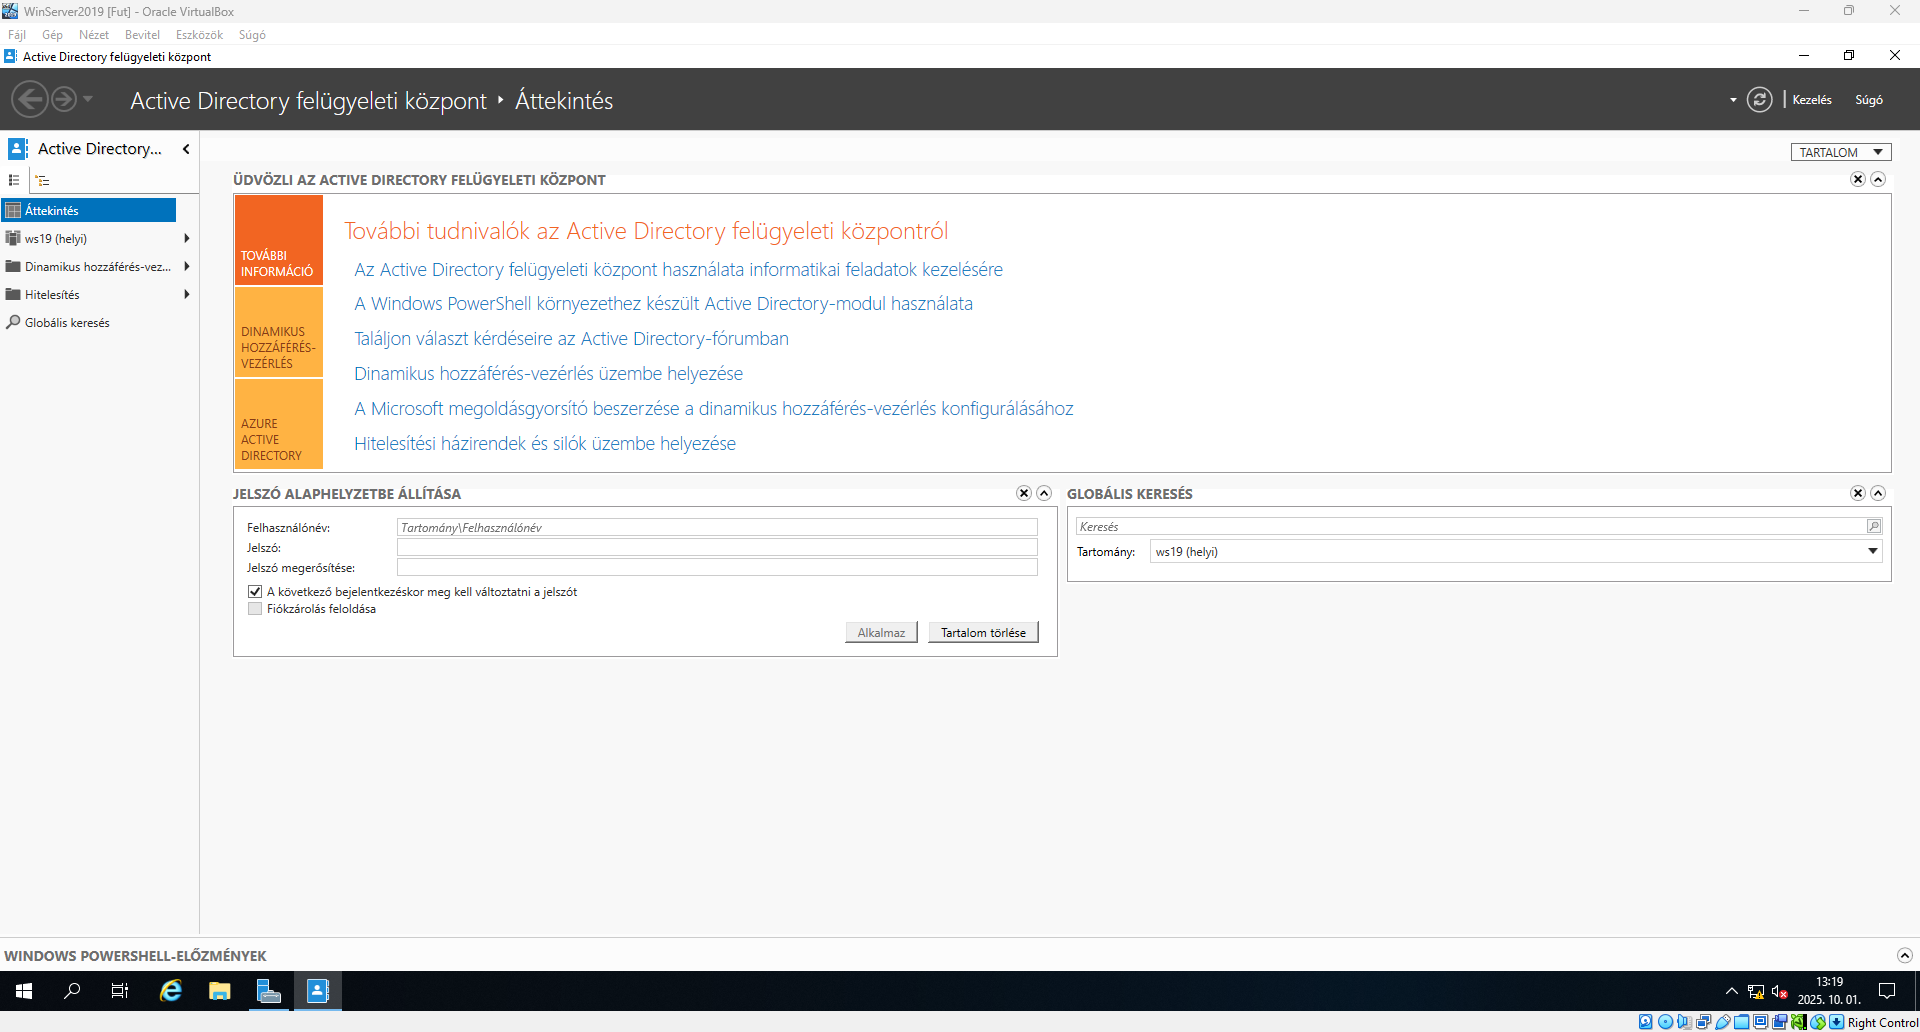 WinServer2019 [Fut] - Oracle VirtualBox
Fájl Gép Nézet Bevitel Eszközök Súgó
Active Directory felügyeleti központ
Active Directory felügyeleti központ ‣ Áttekintés
Kezelés Súgó
Active Directory...
TARTALOM
Áttekintés
ws19 (helyi)
Dinamikus hozzáférés-vez...
Hitelesítés
Globális keresés
ÜDVÖZLI AZ ACTIVE DIRECTORY FELÜGYELETI KÖZPONT
TOVÁBBI
INFORMÁCIÓ
DINAMIKUS
HOZZÁFÉRÉS-
VEZÉRLÉS
AZURE
ACTIVE
DIRECTORY
További tudnivalók az Active Directory felügyeleti központról
Az Active Directory felügyeleti központ használata informatikai feladatok kezelésére
A Windows PowerShell környezethez készült Active Directory-modul használata
Találjon választ kérdéseire az Active Directory-fórumban
Dinamikus hozzáférés-vezérlés üzembe helyezése
A Microsoft megoldásgyorsító beszerzése a dinamikus hozzáférés-vezérlés konfigurálásához
Hitelesítési házirendek és silók üzembe helyezése
JELSZÓ ALAPHELYZETBE ÁLLÍTÁSA
Felhasználónév: Tartomány\Felhasználónév
Jelszó:
Jelszó megerősítése:
A következő bejelentkezéskor meg kell változtatni a jelszót
Fiókzárolás feloldása
Alkalmaz Tartalom törlése
GLOBÁLIS KERESÉS
Keresés
Tartomány: ws19 (helyi)
WINDOWS POWERSHELL-ELŐZMÉNYEK
13:19
2025. 10. 01.
Right Control